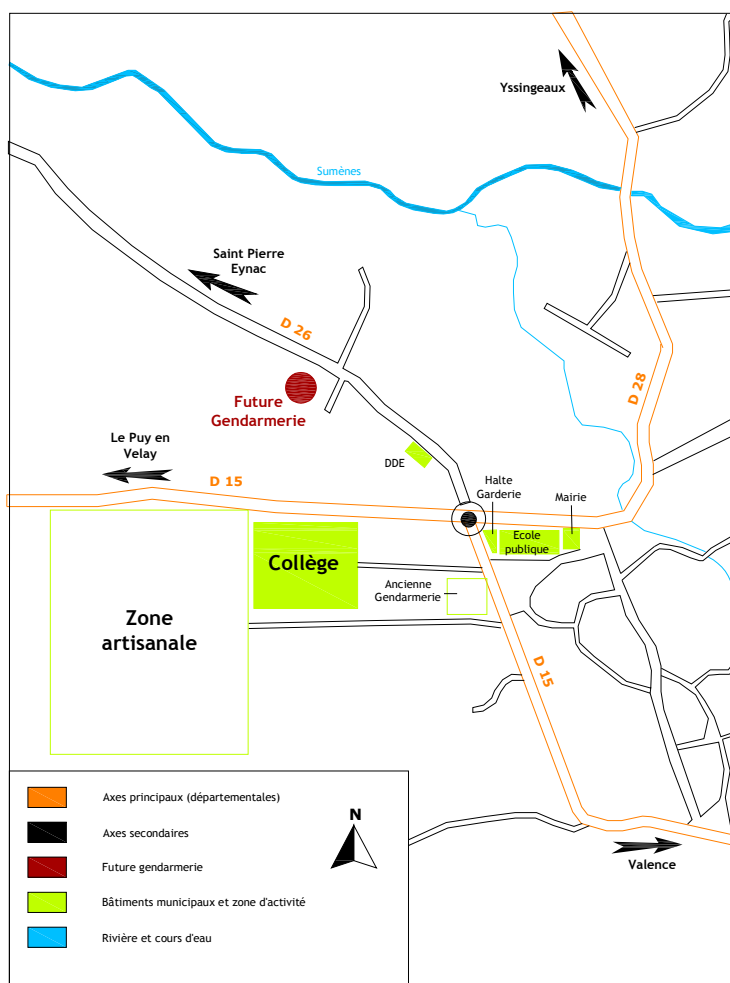 Yssingeaux
Sumènes
Saint Pierre
Eynac
D 26
D 28
Future
Gendarmerie
Le Puy en
Velay
D 15
DDE
Halte
Garderie
Mairie
Ecole
publique
Collège
Ancienne
Gendarmerie
Zone
artisanale
D 15
Valence
N
Axes principaux (départementales)
Axes secondaires
Future gendarmerie
Bâtiments municipaux et zone d'activité
Rivière et cours d'eau